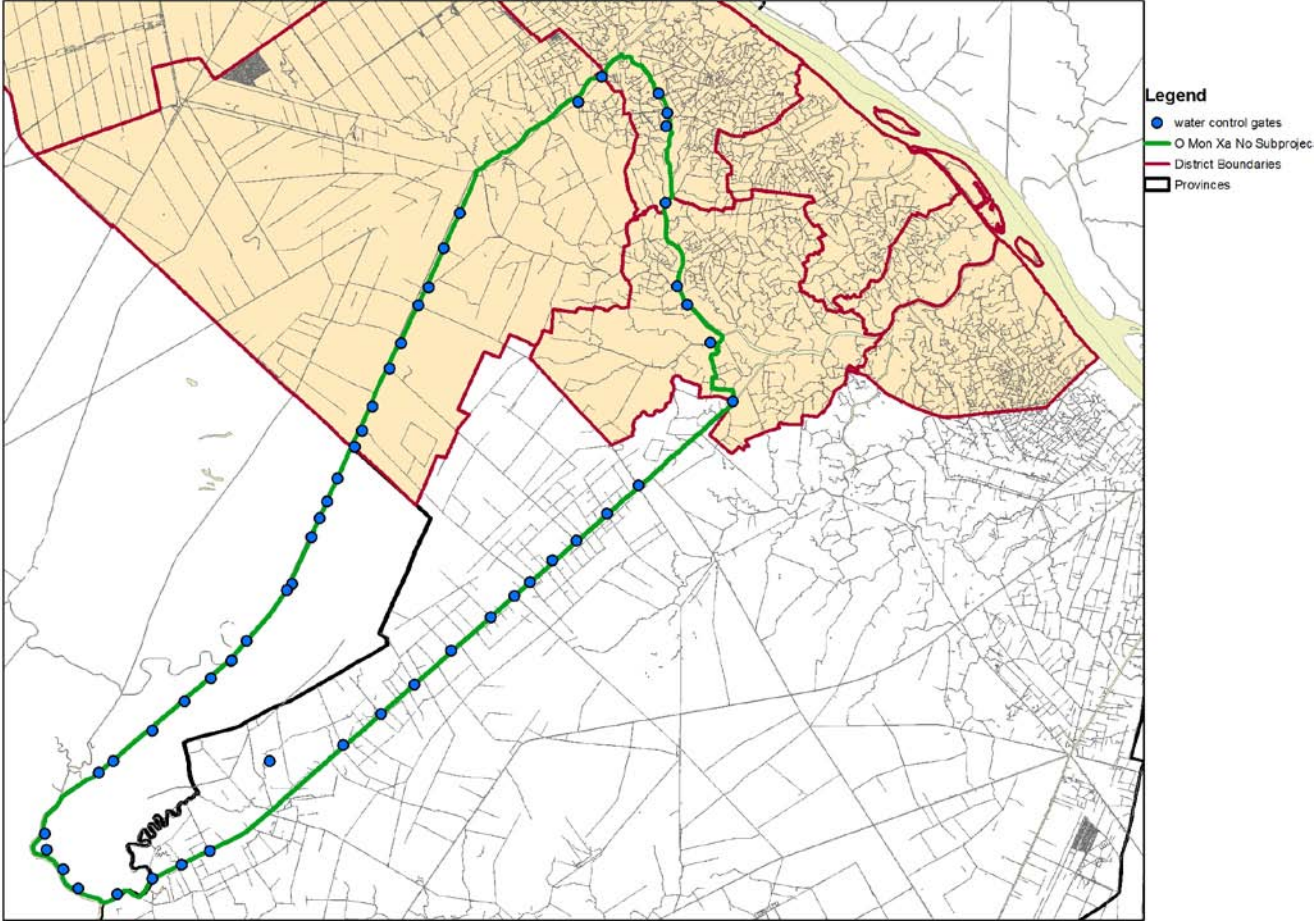 Legend
water control gates
O Mon Xa No Subprojec
District Boundaries
Provinces